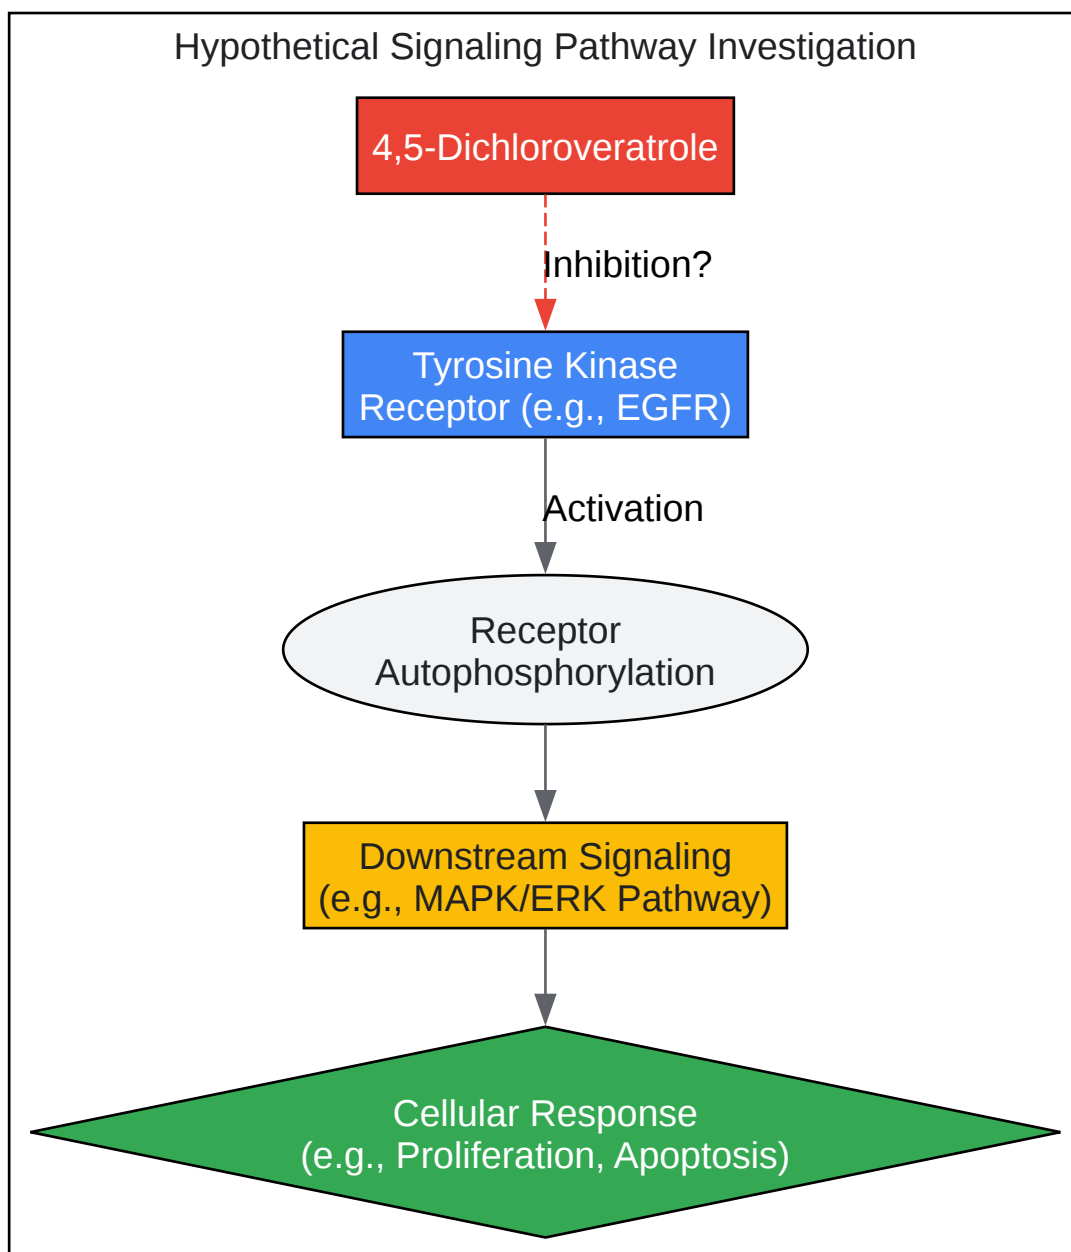 Hypothetical Signaling Pathway Investigation
4,5-Dichloroveratrole
Inhibition?
Tyrosine Kinase
Receptor (e.g., EGFR)
Activation
Receptor
Autophosphorylation
Downstream Signaling
(e.g., MAPK/ERK Pathway)
Cellular Response
(e.g., Proliferation, Apoptosis)